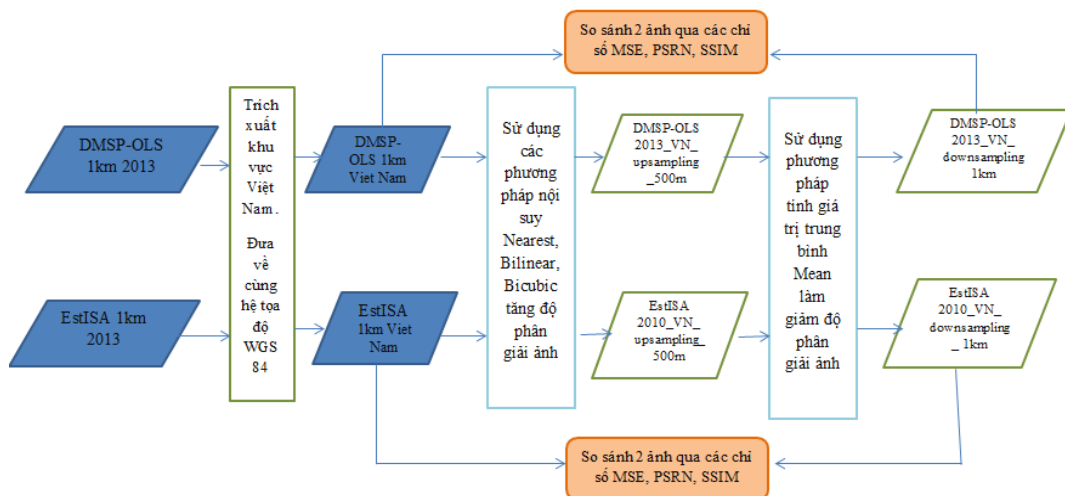 So sánh 2 ảnh qua các chỉ
số MSE, PSRN, SSIM
DMSP-OLS
1km 2013
Trích
xuất
khu
vực
Việt
Nam.
Đưa
về
cùng
hệ tọa
độ
WGS
84
DMSP-
OLS 1km
Viet Nam
Sử dụng
các
phương
pháp nội
suy
Nearest,
Bilinear,
Bicubic
tăng độ
phân
giải ảnh
DMSP-OLS
2013_VN_
upsampling
_500m
Sử dụng
phương
pháp
tính giá
trị trung
bình
Mean
làm
giảm độ
phân
giải ảnh
DMSP-OLS
2013_VN_
downsampling
1km
EstISA 1km
2013
EstISA
1km Viet
Nam
EstISA
2010_VN_
upsampling_
500m
EstISA
2010_VN_
downsampling
_ 1km
So sánh 2 ảnh qua các chỉ
số MSE, PSRN, SSIM